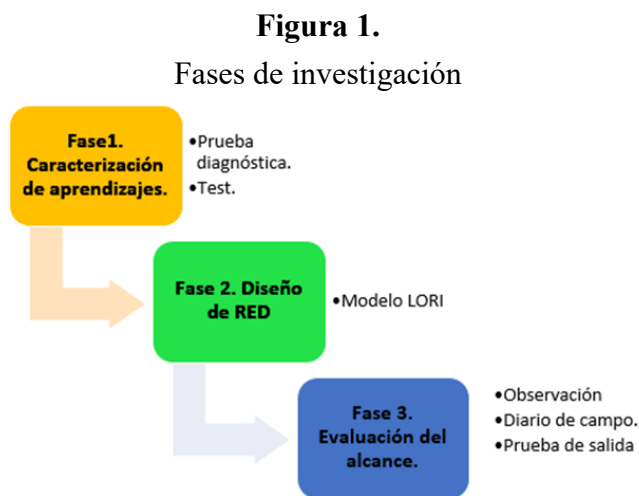 Figura 1.
Fases de investigación
Fase1.
Caracterización
de aprendizajes.
•Prueba
diagnóstica.
•Test.
Fase 2. Diseño
de RED
•Modelo LORI
Fase 3.
Evaluación del
alcance.
•Observación
•Diario de campo.
•Prueba de salida